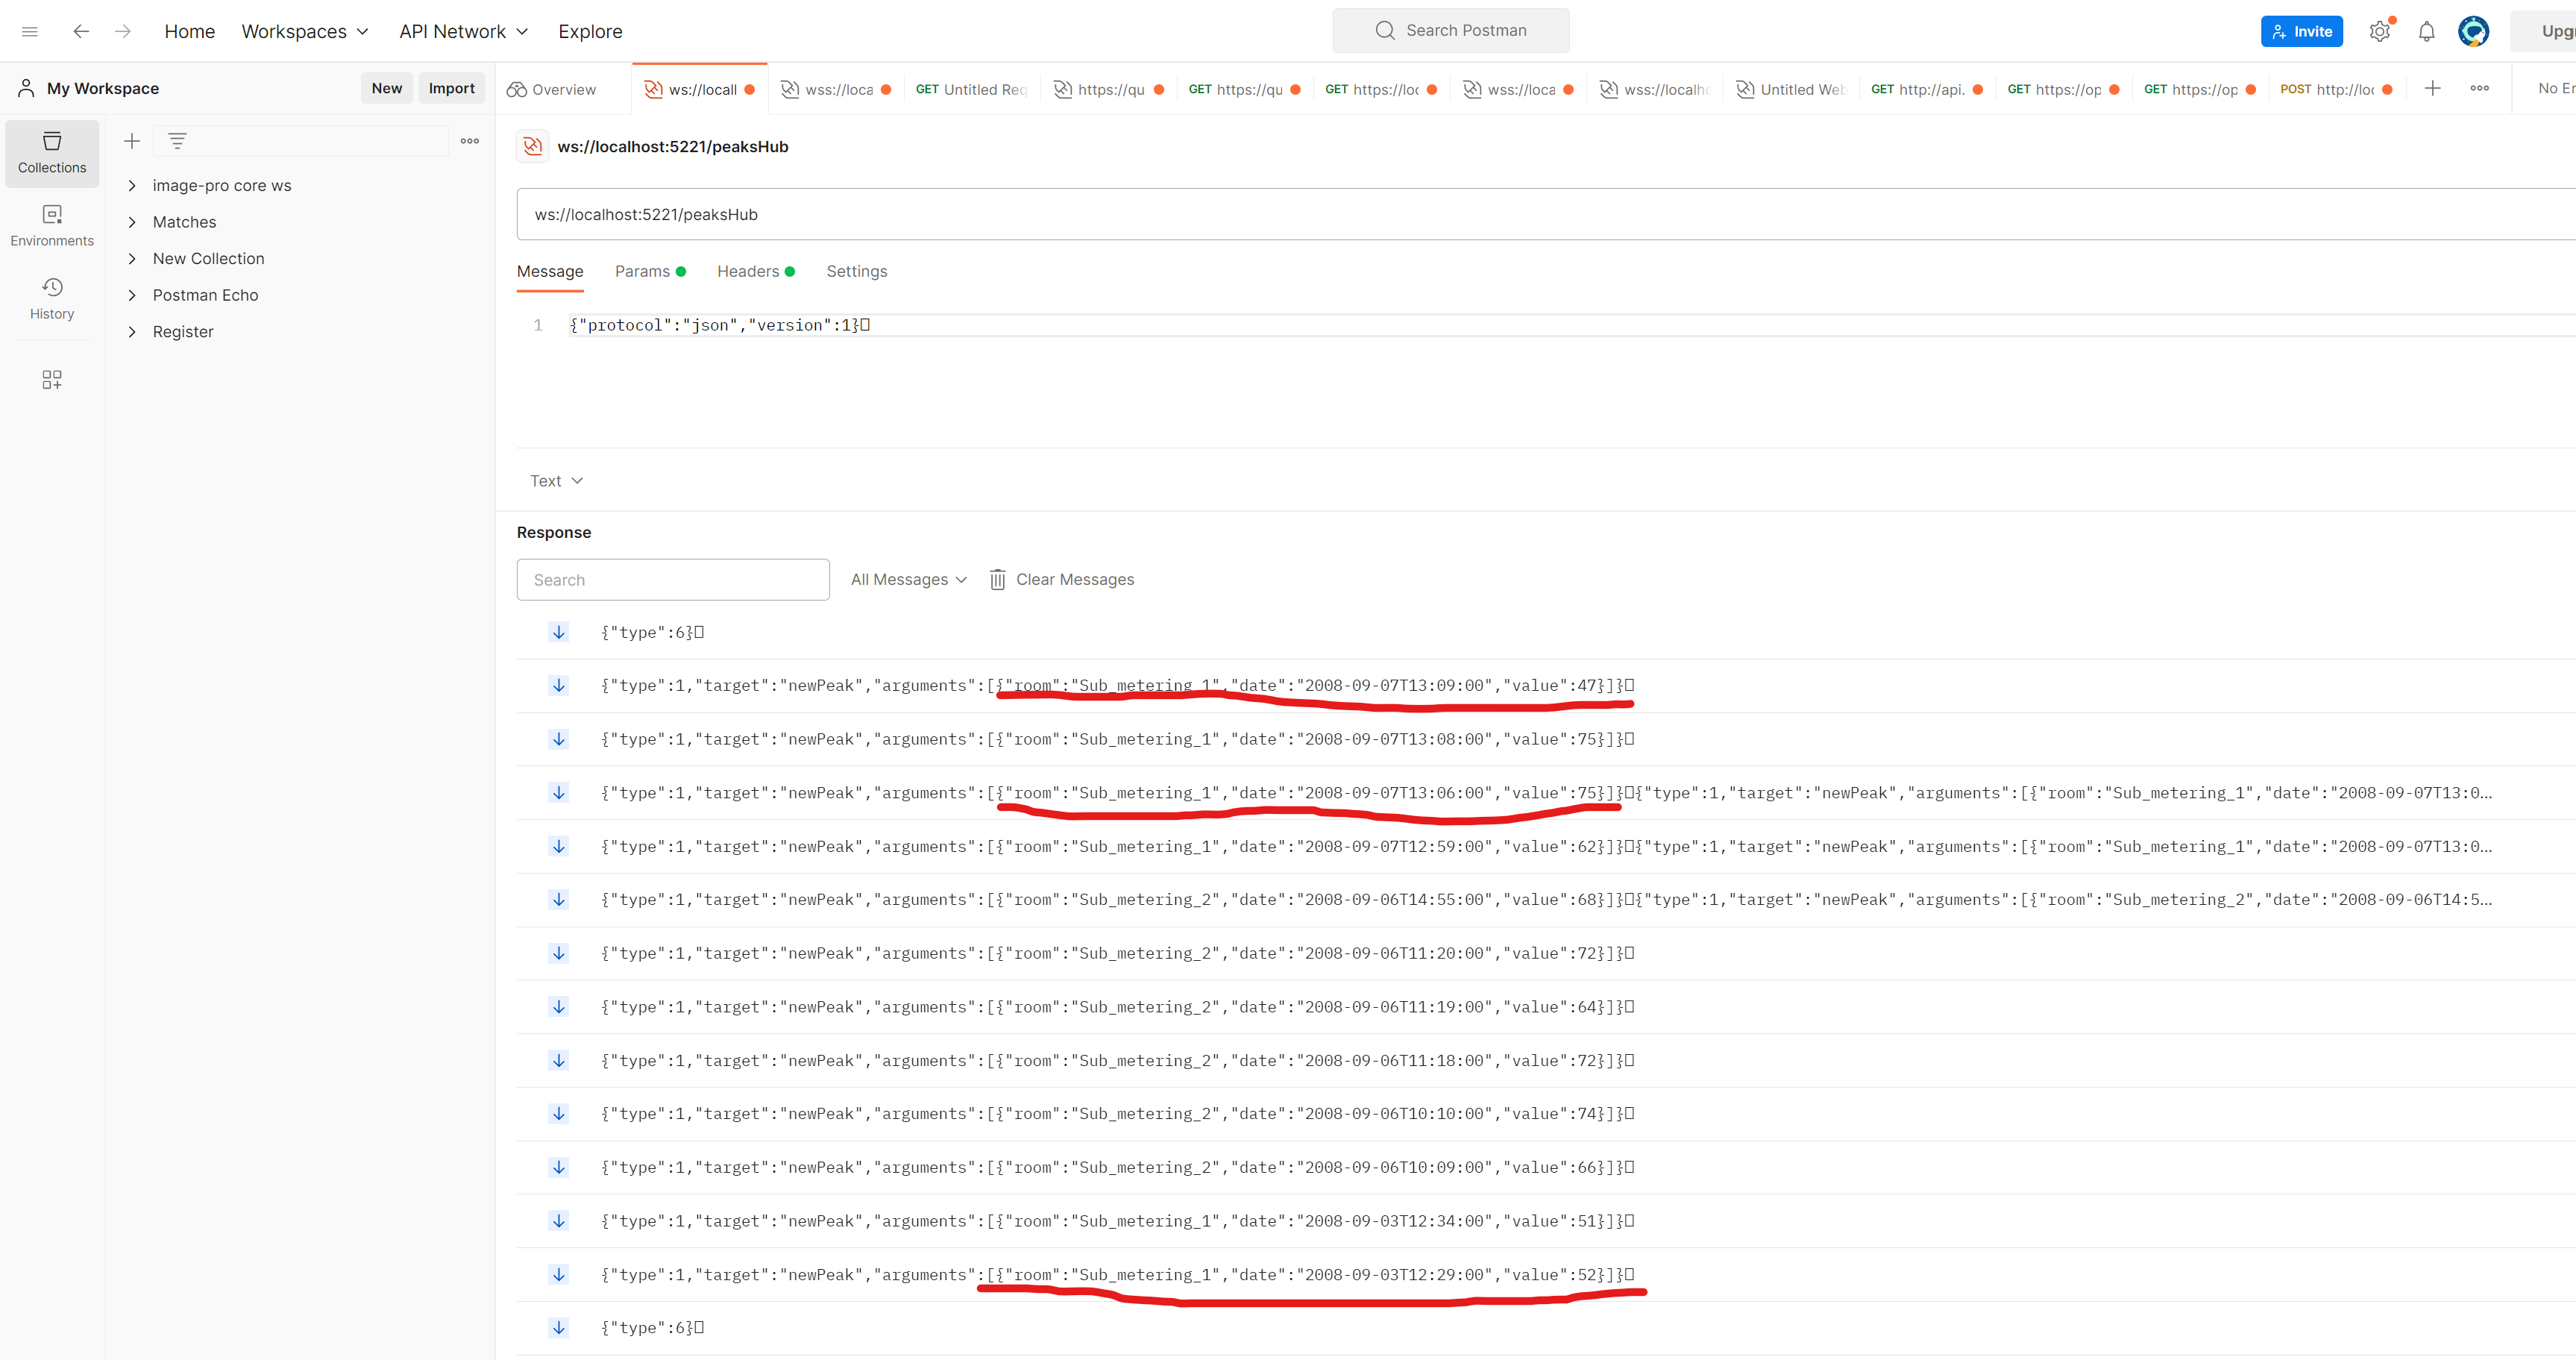 Home Workspaces API Network Explore Search Postman Invite
My Workspace New Import Overview ws://locall wss://loca GET Untitled Req https://qu GET https://qu GET https://loc wss://loca wss://localh Untitled Web GET http://api. GET https://op GET https://op POST http://loc
Collections
Environments
History
image-pro core ws
Matches
New Collection
Postman Echo
Register
ws://localhost:5221/peaksHub
ws://localhost:5221/peaksHub
Message Params Headers Settings
1 {"protocol":"json","version":1}
Text
Response
Search All Messages Clear Messages
{"type":6}
{"type":1,"target":"newPeak","arguments":[{"room":"Sub_metering_1","date":"2008-09-07T13:09:00","value":47}]}
{"type":1,"target":"newPeak","arguments":[{"room":"Sub_metering_1","date":"2008-09-07T13:08:00","value":75}]}
{"type":1,"target":"newPeak","arguments":[{"room":"Sub_metering_1","date":"2008-09-07T13:06:00","value":75}]}{"type":1,"target":"newPeak","arguments":[{"room":"Sub_metering_1","date":"2008-09-07T13:0...
{"type":1,"target":"newPeak","arguments":[{"room":"Sub_metering_1","date":"2008-09-07T12:59:00","value":62}]}{"type":1,"target":"newPeak","arguments":[{"room":"Sub_metering_1","date":"2008-09-07T13:0...
{"type":1,"target":"newPeak","arguments":[{"room":"Sub_metering_2","date":"2008-09-06T14:55:00","value":68}]}{"type":1,"target":"newPeak","arguments":[{"room":"Sub_metering_2","date":"2008-09-06T14:5...
{"type":1,"target":"newPeak","arguments":[{"room":"Sub_metering_2","date":"2008-09-06T11:20:00","value":72}]}
{"type":1,"target":"newPeak","arguments":[{"room":"Sub_metering_2","date":"2008-09-06T11:19:00","value":64}]}
{"type":1,"target":"newPeak","arguments":[{"room":"Sub_metering_2","date":"2008-09-06T11:18:00","value":72}]}
{"type":1,"target":"newPeak","arguments":[{"room":"Sub_metering_2","date":"2008-09-06T10:10:00","value":74}]}
{"type":1,"target":"newPeak","arguments":[{"room":"Sub_metering_2","date":"2008-09-06T10:09:00","value":66}]}
{"type":1,"target":"newPeak","arguments":[{"room":"Sub_metering_1","date":"2008-09-03T12:34:00","value":51}]}
{"type":1,"target":"newPeak","arguments":[{"room":"Sub_metering_1","date":"2008-09-03T12:29:00","value":52}]}
{"type":6}